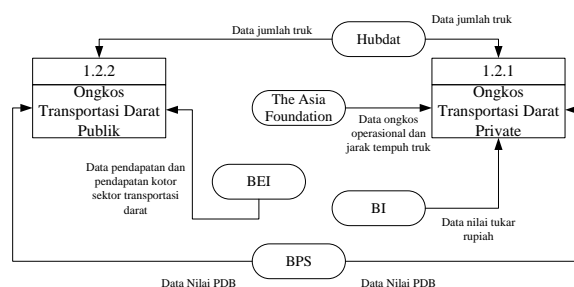 Data jumlah truk
Data jumlah truk
Hubdat
1.2.2
Ongkos
Transportasi Darat
Publik
1.2.1
Ongkos
Transportasi Darat
Private
The Asia
Foundation
Data ongkos
operasional dan
jarak tempuh truk
Data pendapatan dan
pendapatan kotor
sektor transportasi
darat
BEI
BI
Data nilai tukar
rupiah
BPS
Data Nilai PDB
Data Nilai PDB